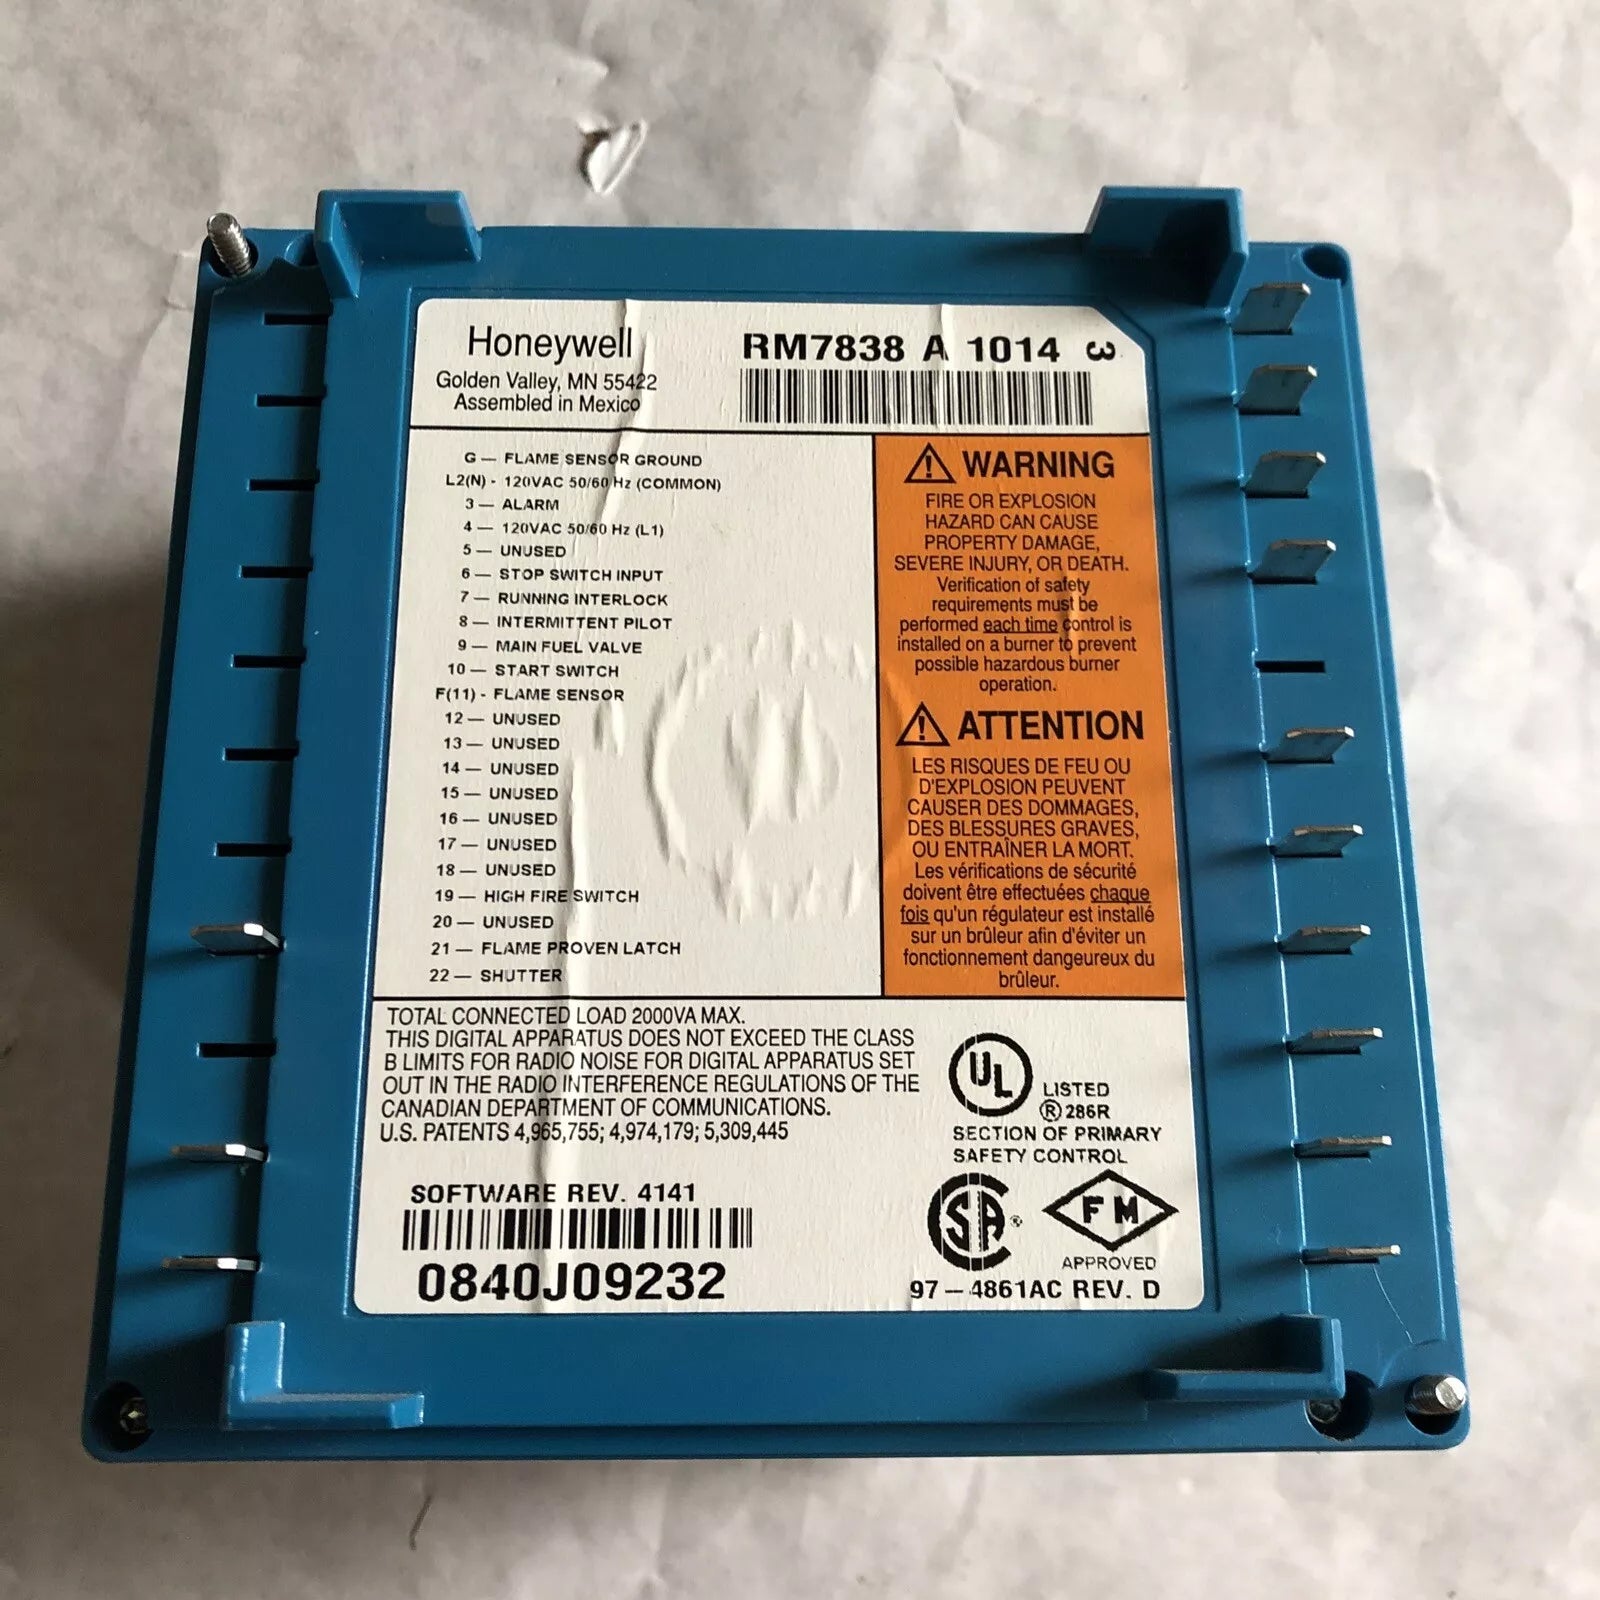 Honeywell
Golden Valley, MN 55422
Assembled in Mexico
RM7838 A 1014 3
G — FLAME SENSOR GROUND
L2(N) - 120VAC 50/60 Hz (COMMON)
3 — ALARM
4 — 120VAC 50/60 Hz (L1)
5 — UNUSED
6 — STOP SWITCH INPUT
7 — RUNNING INTERLOCK
8 — INTERMITTENT PILOT
9 — MAIN FUEL VALVE
10 — START SWITCH
F(11) - FLAME SENSOR
12 — UNUSED
13 — UNUSED
14 — UNUSED
15 — UNUSED
16 — UNUSED
17 — UNUSED
18 — UNUSED
19 — HIGH FIRE SWITCH
20 — UNUSED
21 — FLAME PROVEN LATCH
22 — SHUTTER
WARNING
FIRE OR EXPLOSION
HAZARD CAN CAUSE
PROPERTY DAMAGE,
SEVERE INJURY, OR DEATH.
Verification of safety
requirements must be
performed each time control is
installed on a burner to prevent
possible hazardous burner
operation.
ATTENTION
LES RISQUES DE FEU OU
D'EXPLOSION PEUVENT
CAUSER DES DOMMAGES,
DES BLESSURES GRAVES,
OU ENTRAÎNER LA MORT.
Les vérifications de sécurité
doivent être effectuées chaque
fois qu'un régulateur est installé
sur un brûleur afin d'éviter un
fonctionnement dangeureux du
brûleur.
TOTAL CONNECTED LOAD 2000VA MAX.
THIS DIGITAL APPARATUS DOES NOT EXCEED THE CLASS
B LIMITS FOR RADIO NOISE FOR DIGITAL APPARATUS SET
OUT IN THE RADIO INTERFERENCE REGULATIONS OF THE
CANADIAN DEPARTMENT OF COMMUNICATIONS.
U.S. PATENTS 4,965,755; 4,974,179; 5,309,445
SOFTWARE REV. 4141
0840J09232
UL
LISTED
® 286R
SECTION OF PRIMARY
SAFETY CONTROL
SA ®
FM
APPROVED
97-4861AC REV. D